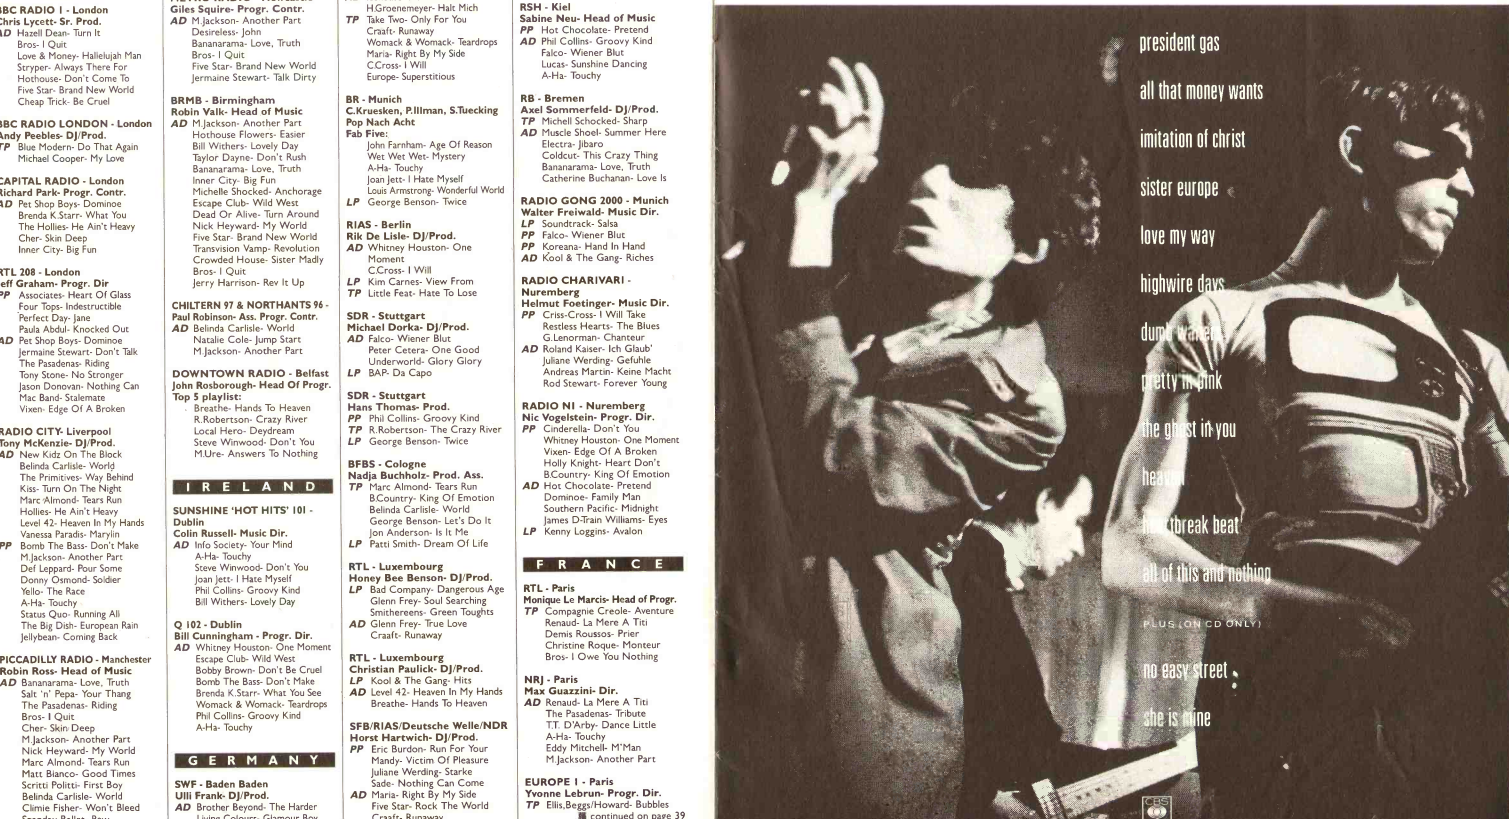 BBC RADIO 1 - London
Chris Lycett- Sr. Prod.
AD Hazell Dean- Turn It
Bros- I Quit
Love & Money- Hallelujah Man
Stryper- Always There For
Hothouse- Don't Come To
Five Star- Brand New World
Cheap Trick- Be Cruel
BBC RADIO LONDON - London
Andy Peebles- DJ/Prod.
TP Blue Modern- Do That Again
Michael Cooper- My Love
CAPITAL RADIO - London
Richard Park- Progr. Contr.
AD Pet Shop Boys- Dominoe
Brenda K.Starr- What You
The Hollies- He Ain't Heavy
Cher- Skin Deep
Inner City- Big Fun
RTL 208 - London
Jeff Graham- Progr. Dir
PP Associates- Heart Of Glass
Four Tops- Indestructible
Perfect Day- Jane
Paula Abdul- Knocked Out
AD Pet Shop Boys- Dominoe
Jermaine Stewart- Don't Talk
The Pasadenas- Riding
Tony Stone- No Stronger
Jason Donovan- Nothing Can
Mac Band- Stalemate
Vixen- Edge Of A Broken
RADIO CITY- Liverpool
Tony McKenzie- DJ/Prod.
AD New Kidz On The Block
Belinda Carlisle- World
The Primitives- Way Behind
Kiss- Turn On The Night
Marc Almond- Tears Run
Hollies- He Ain't Heavy
Level 42- Heaven In My Hands
Vanessa Paradis- Marylin
PP Bomb The Bass- Don't Make
M.Jackson- Another Part
Def Leppard- Pour Some
Donny Osmond- Soldier
Yello- The Race
A-Ha- Touchy
Status Quo- Running All
The Big Dish- European Rain
Jellybean- Coming Back
PICCADILLY RADIO - Manchester
Robin Ross- Head of Music
AD Bananarama- Love, Truth
Salt 'n' Pepa- Your Thang
The Pasadenas- Riding
Bros- I Quit
Cher- Skin Deep
M.Jackson- Another Part
Nick Heyward- My World
Marc Almond- Tears Run
Matt Bianco- Good Times
Scritti Politti- First Boy
Belinda Carlisle- World
Climie Fisher- Won't Bleed
Giles Squire- Progr. Contr.
AD M.Jackson- Another Part
Desireless- John
Bananarama- Love, Truth
Bros- I Quit
Five Star- Brand New World
Jermaine Stewart- Talk Dirty
BRMB - Birmingham
Robin Valk- Head of Music
AD M.Jackson- Another Part
Hothouse Flowers- Easier
Bill Withers- Lovely Day
Taylor Dayne- Don't Rush
Bananarama- Love, Truth
Inner City- Big Fun
Michelle Shocked- Anchorage
Escape Club- Wild West
Dead Or Alive- Turn Around
Nick Heyward- My World
Five Star- Brand New World
Transvision Vamp- Revolution
Crowded House- Sister Madly
Bros- I Quit
Jerry Harrison- Rev It Up
CHILTERN 97 & NORTHANTS 96 -
Paul Robinson- Ass. Progr. Contr.
AD Belinda Carlisle- World
Natalie Cole- Jump Start
M.Jackson- Another Part
DOWNTOWN RADIO - Belfast
John Rosborough- Head Of Progr.
Top 5 playlist:
Breathe- Hands To Heaven
R.Robertson- Crazy River
Local Hero- Deydream
Steve Winwood- Don't You
M.Ure- Answers To Nothing
IRELAND
SUNSHINE 'HOT HITS' 101 -
Dublin
Colin Russell- Music Dir.
AD Info Society- Your Mind
A-Ha- Touchy
Steve Winwood- Don't You
Joan Jett- I Hate Myself
Phil Collins- Groovy Kind
Bill Withers- Lovely Day
Q 102 - Dublin
Bill Cunningham - Progr. Dir.
AD Whitney Houston- One Moment
Escape Club- Wild West
Bobby Brown- Don't Be Cruel
Bomb The Bass- Don't Make
Brenda K.Starr- What You See
Womack & Womack- Teardrops
Phil Collins- Groovy Kind
A-Ha- Touchy
GERMANY
SWF - Baden Baden
Ulli Frank- DJ/Prod.
AD Brother Beyond- The Harder
Living Colours- Glamour Boy
H.Groenemeyer- Halt Mich
TP Take Two- Only For You
Craaft- Runaway
Womack & Womack- Teardrops
Maria- Right By My Side
C.Cross- I Will
Europe- Superstitious
BR - Munich
C.Kruesken, P.Illman, S.Tuecking
Pop Nach Acht
Fab Five:
John Farnham- Age Of Reason
Wet Wet Wet- Mystery
A-Ha- Touchy
Joan Jett- I Hate Myself
Louis Armstrong- Wonderful World
LP George Benson- Twice
RIAS - Berlin
Rik De Lisle- DJ/Prod.
AD Whitney Houston- One
Moment
C.Cross- I Will
LP Kim Carnes- View From
TP Little Feat- Hate To Lose
SDR - Stuttgart
Michael Dorka- DJ/Prod.
AD Falco- Wiener Blut
Peter Cetera- One Good
Underworld- Glory Glory
LP BAP- Da Capo
SDR - Stuttgart
Hans Thomas- Prod.
PP Phil Collins- Groovy Kind
TP R.Robertson- The Crazy River
LP George Benson- Twice
BFBS - Cologne
Nadja Buchholz- Prod. Ass.
TP Marc Almond- Tears Run
B.Country- King Of Emotion
Belinda Carlisle- World
George Benson- Let's Do It
Jon Anderson- Is It Me
LP Patti Smith- Dream Of Life
RTL - Luxembourg
Honey Bee Benson- DJ/Prod.
LP Bad Company- Dangerous Age
Glenn Frey- Soul Searching
Smithereens- Green Toughts
AD Glenn Frey- True Love
Craaft- Runaway
RTL - Luxembourg
Christian Paulick- DJ/Prod.
LP Kool & The Gang- Hits
AD Level 42- Heaven In My Hands
Breathe- Hands To Heaven
SFB/RIAS/Deutsche Welle/NDR
Horst Hartwich- DJ/Prod.
PP Eric Burdon- Run For Your
Mandy- Victim Of Pleasure
Juliane Werding- Starke
Sade- Nothing Can Come
AD Maria- Right By My Side
Five Star- Rock The World
Craaft- Runaway
RSH - Kiel
Sabine Neu- Head of Music
PP Hot Chocolate- Pretend
AD Phil Collins- Groovy Kind
Falco- Wiener Blut
Lucas- Sunshine Dancing
A-Ha- Touchy
RB - Bremen
Axel Sommerfeld- DJ/Prod.
TP Michell Schocked- Sharp
AD Muscle Shoel- Summer Here
Electra- Jibaro
Coldcut- This Crazy Thing
Bananarama- Love, Truth
Catherine Buchanan- Love Is
RADIO GONG 2000 - Munich
Walter Freiwald- Music Dir.
LP Soundtrack- Salsa
PP Falco- Wiener Blut
PP Koreana- Hand In Hand
AD Kool & The Gang- Riches
RADIO CHARIVARI -
Nuremberg
Helmut Foetinger- Music Dir.
PP Criss-Cross- I Will Take
Restless Hearts- The Blues
G.Lenorman- Chanteur
AD Roland Kaiser- Ich Glaub'
Juliane Werding- Gefuhle
Andreas Martin- Keine Macht
Rod Stewart- Forever Young
RADIO N1 - Nuremberg
Nic Vogelstein- Progr. Dir.
PP Cinderella- Don't You
Whitney Houston- One Moment
Vixen- Edge Of A Broken
Holly Knight- Heart Don't
B.Country- King Of Emotion
AD Hot Chocolate- Pretend
Dominoe- Family Man
Southern Pacific- Midnight
James D-Train Williams- Eyes
LP Kenny Loggins- Avalon
FRANCE
RTL - Paris
Monique Le Marcis- Head of Progr.
TP Compagnie Creole- Aventure
Renaud- La Mere A Titi
Demis Roussos- Prier
Christine Roque- Monteur
Bros- I Owe You Nothing
NRJ - Paris
Max Guazzini- Dir.
AD Renaud- La Mere A Titi
The Pasadenas- Tribute
T.T. D'Arby- Dance Little
A-Ha- Touchy
Eddy Mitchell- M'Man
M.Jackson- Another Part
EUROPE 1 - Paris
Yvonne Lebrun- Progr. Dir.
TP Ellis,Beggs/Howard- Bubbles
continued on page 39
president gas
all that money wants
imitation of christ
sister europe
love my way
highwire days
dumb waiters
pretty in pink
the ghost in you
heaven
heartbreak beat
all of this and nothing
PLUS (ON CD ONLY)
no easy street
she is mine
CBS